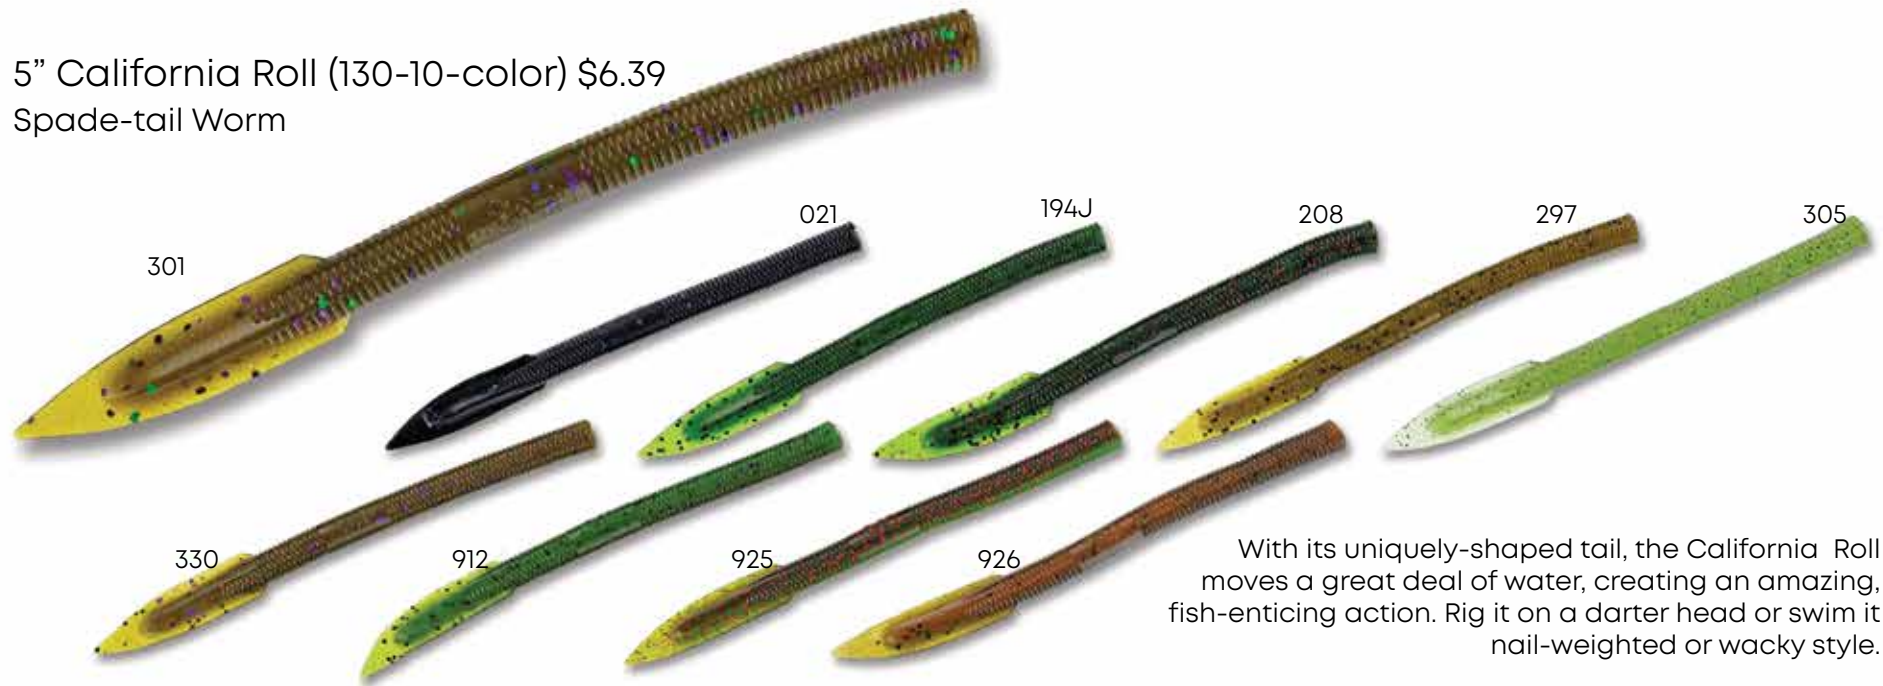 5” California Roll (130-10-color) $6.39
Spade-tail Worm
301
021
194J
208
297
305
330
912
925
926
With its uniquely-shaped tail, the California Roll
moves a great deal of water, creating an amazing,
fish-enticing action. Rig it on a darter head or swim it
nail-weighted or wacky style.